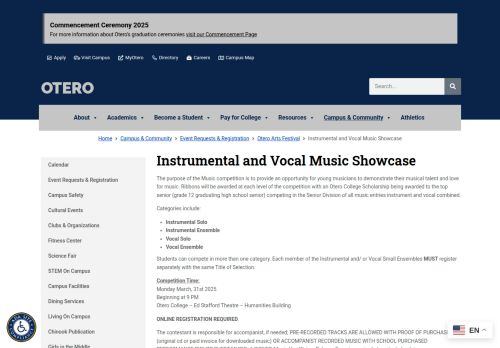 Commencement Ceremony 2025
For more information about Otero's graduation ceremonies visit our Commencement Page
Apply Visit Campus MyOtero Directory Careers Campus Map
OTERO
Search...
About Academics Become a Student Pay for College Resources Campus & Community Athletics
Home Campus & Community Event Requests & Registration Otero Arts Festival Instrumental and Vocal Music Showcase
Calendar
Event Requests & Registration
Campus Safety
Cultural Events
Clubs & Organizations
Fitness Center
Science Fair
STEM On Campus
Campus Facilities
Dining Services
Living On Campus
Chinook Publication
Girls in the Middle
Instrumental and Vocal Music Showcase
The purpose of the Music competition is to provide an opportunity for young musicians to demonstrate their musical talent and love
for music. Ribbons will be awarded at each level of the competition with an Otero College Scholarship being awarded to the top
senior (grade 12 graduating high school senior) competing in the Senior Division of all music entries instrument and vocal combined.
Categories include:
Instrumental Solo
Instrumental Ensemble
Vocal Solo
Vocal Ensemble
Students can compete in more than one category. Each member of the Instrumental and/ or Vocal Small Ensembles MUST register
separately with the same Title of Selection.
Competition Time:
Monday March, 31st 2025
Beginning at 9 PM
Otero College – Ed Stafford Theatre – Humanities Building
ONLINE REGISTRATION REQUIRED.
The contestant is responsible for accompanist, if needed; PRE-RECORDED TRACKS ARE ALLOWED WITH PROOF OF PURCHASE
(original cd or paid invoice for downloaded music) OR ACCOMPANIST RECORDED MUSIC WITH SCHOOL PURCHASED
EN